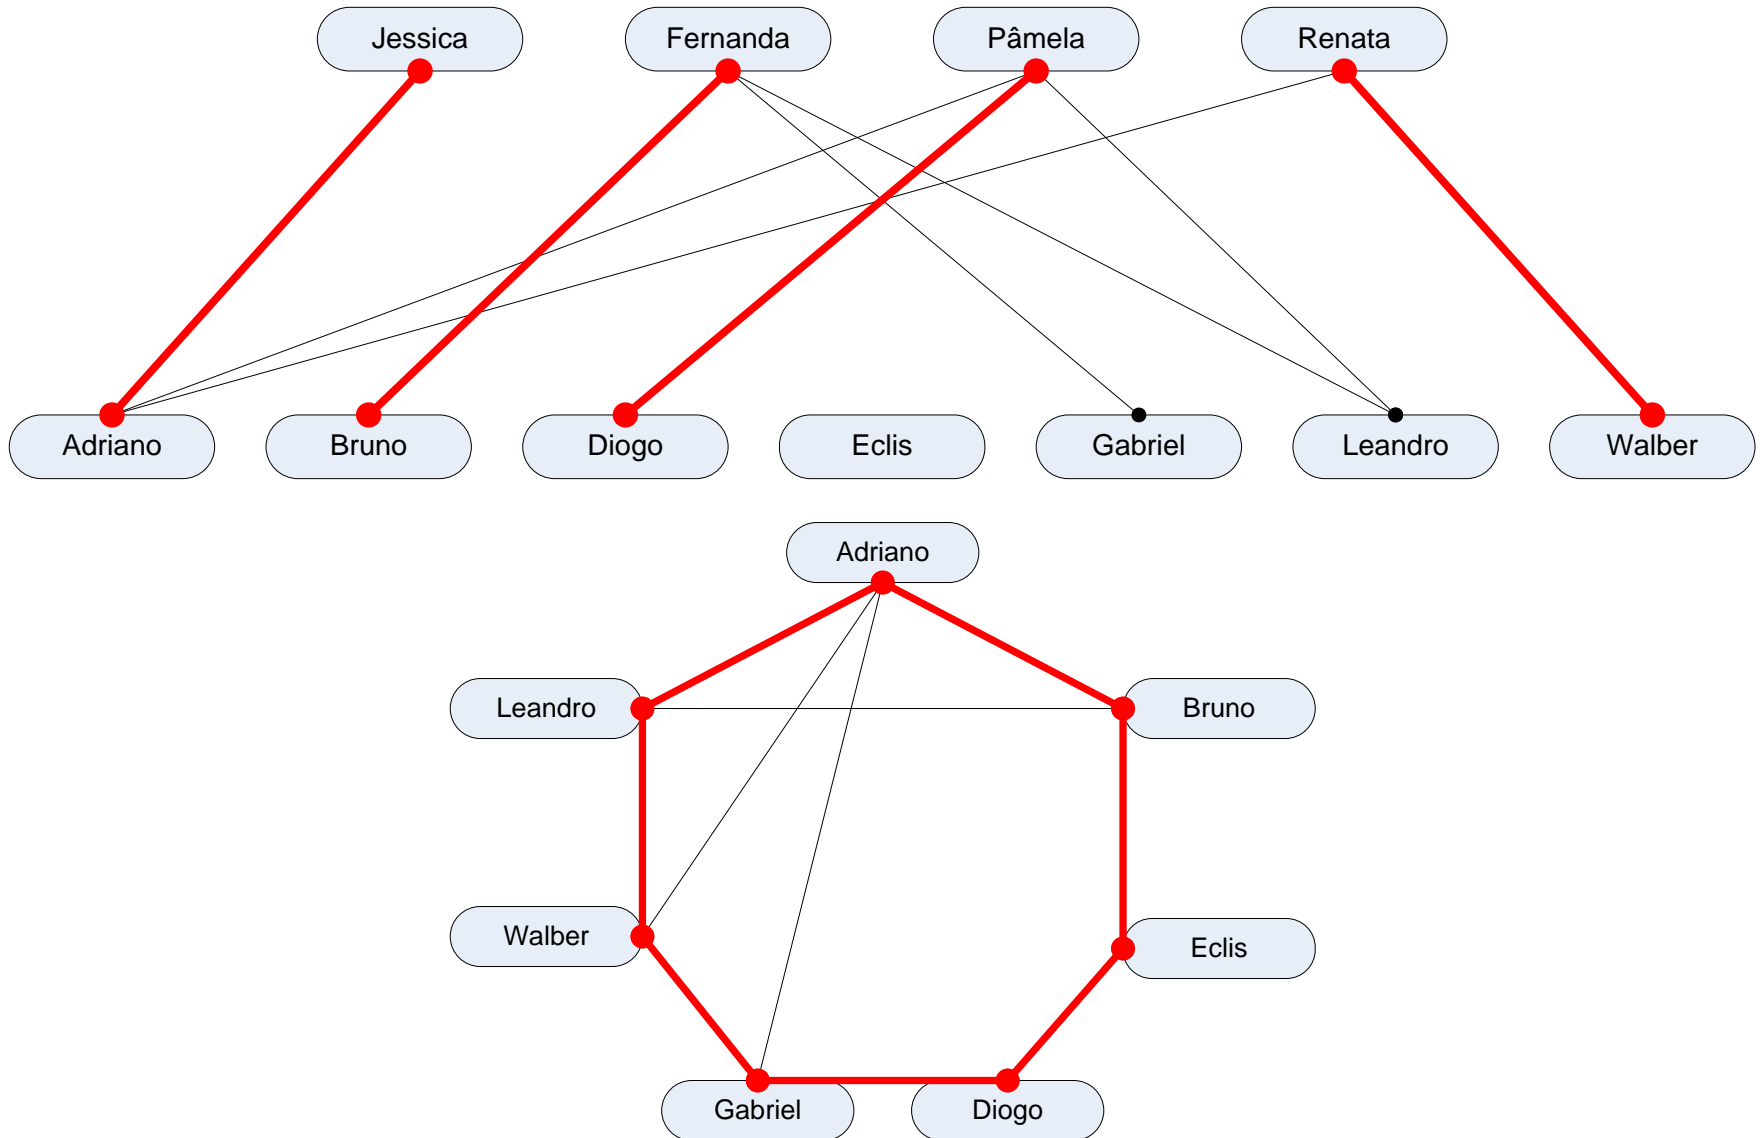 Jessica
Fernanda
Pâmela
Renata
Adriano
Bruno
Diogo
Eclis
Gabriel
Leandro
Walber
Adriano
Leandro
Bruno
Walber
Eclis
Gabriel
Diogo